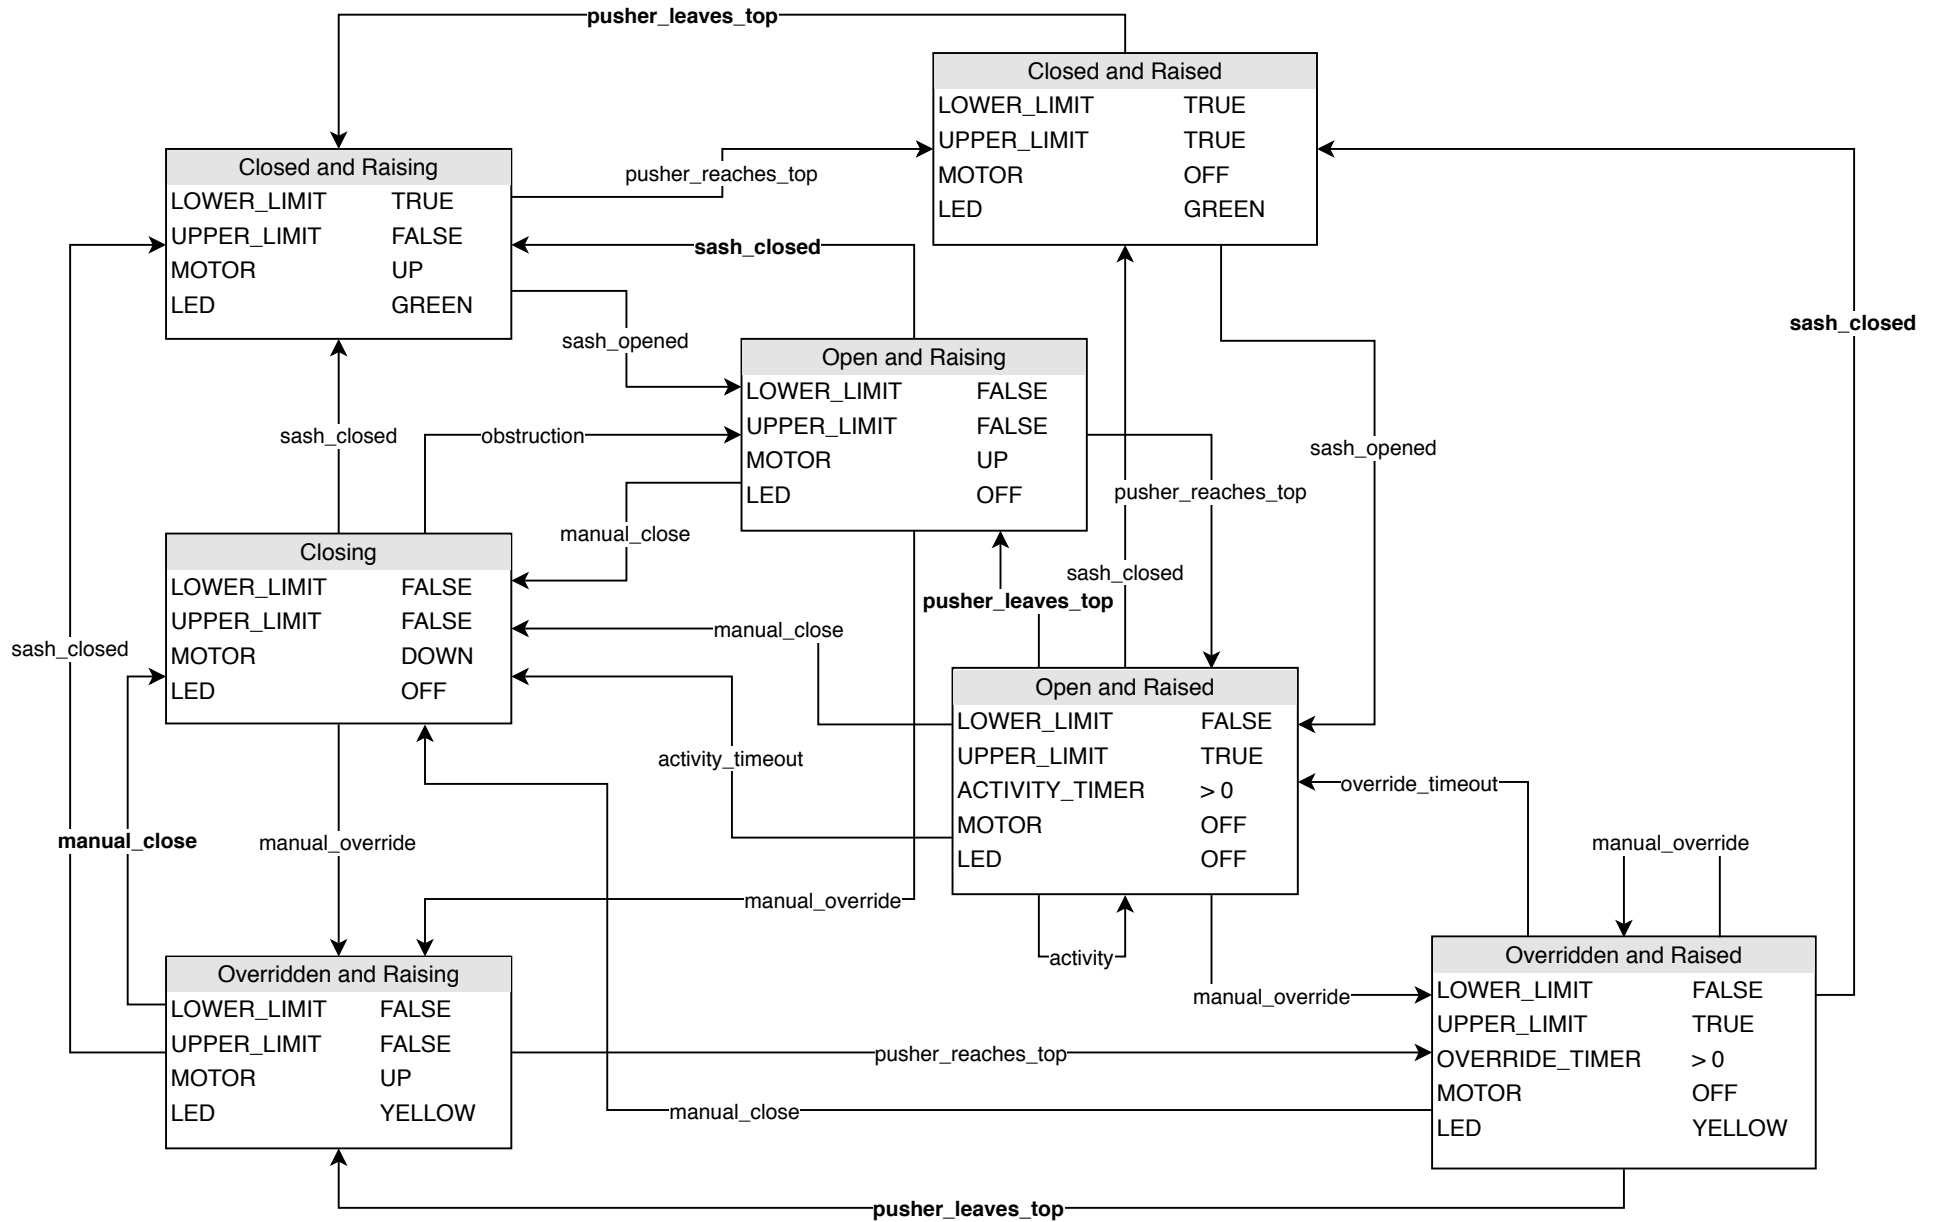 pusher_leaves_top
Closed and Raised
LOWER_LIMIT TRUE
UPPER_LIMIT TRUE
MOTOR OFF
LED GREEN
Closed and Raising
LOWER_LIMIT TRUE
UPPER_LIMIT FALSE
MOTOR UP
LED GREEN
pusher_reaches_top
sash_closed
sash_opened
sash_closed
Open and Raising
LOWER_LIMIT FALSE
UPPER_LIMIT FALSE
MOTOR UP
LED OFF
sash_closed
obstruction
sash_opened
pusher_reaches_top
manual_close
Closing
LOWER_LIMIT FALSE
UPPER_LIMIT FALSE
MOTOR DOWN
LED OFF
sash_closed
pusher_leaves_top
manual_close
sash_closed
Open and Raised
LOWER_LIMIT FALSE
UPPER_LIMIT TRUE
ACTIVITY_TIMER > 0
MOTOR OFF
LED OFF
activity_timeout
override_timeout
manual_close
manual_override
manual_override
manual_override
activity
manual_override
Overridden and Raising
LOWER_LIMIT FALSE
UPPER_LIMIT FALSE
MOTOR UP
LED YELLOW
Overridden and Raised
LOWER_LIMIT FALSE
UPPER_LIMIT TRUE
OVERRIDE_TIMER > 0
MOTOR OFF
LED YELLOW
pusher_reaches_top
manual_close
pusher_leaves_top